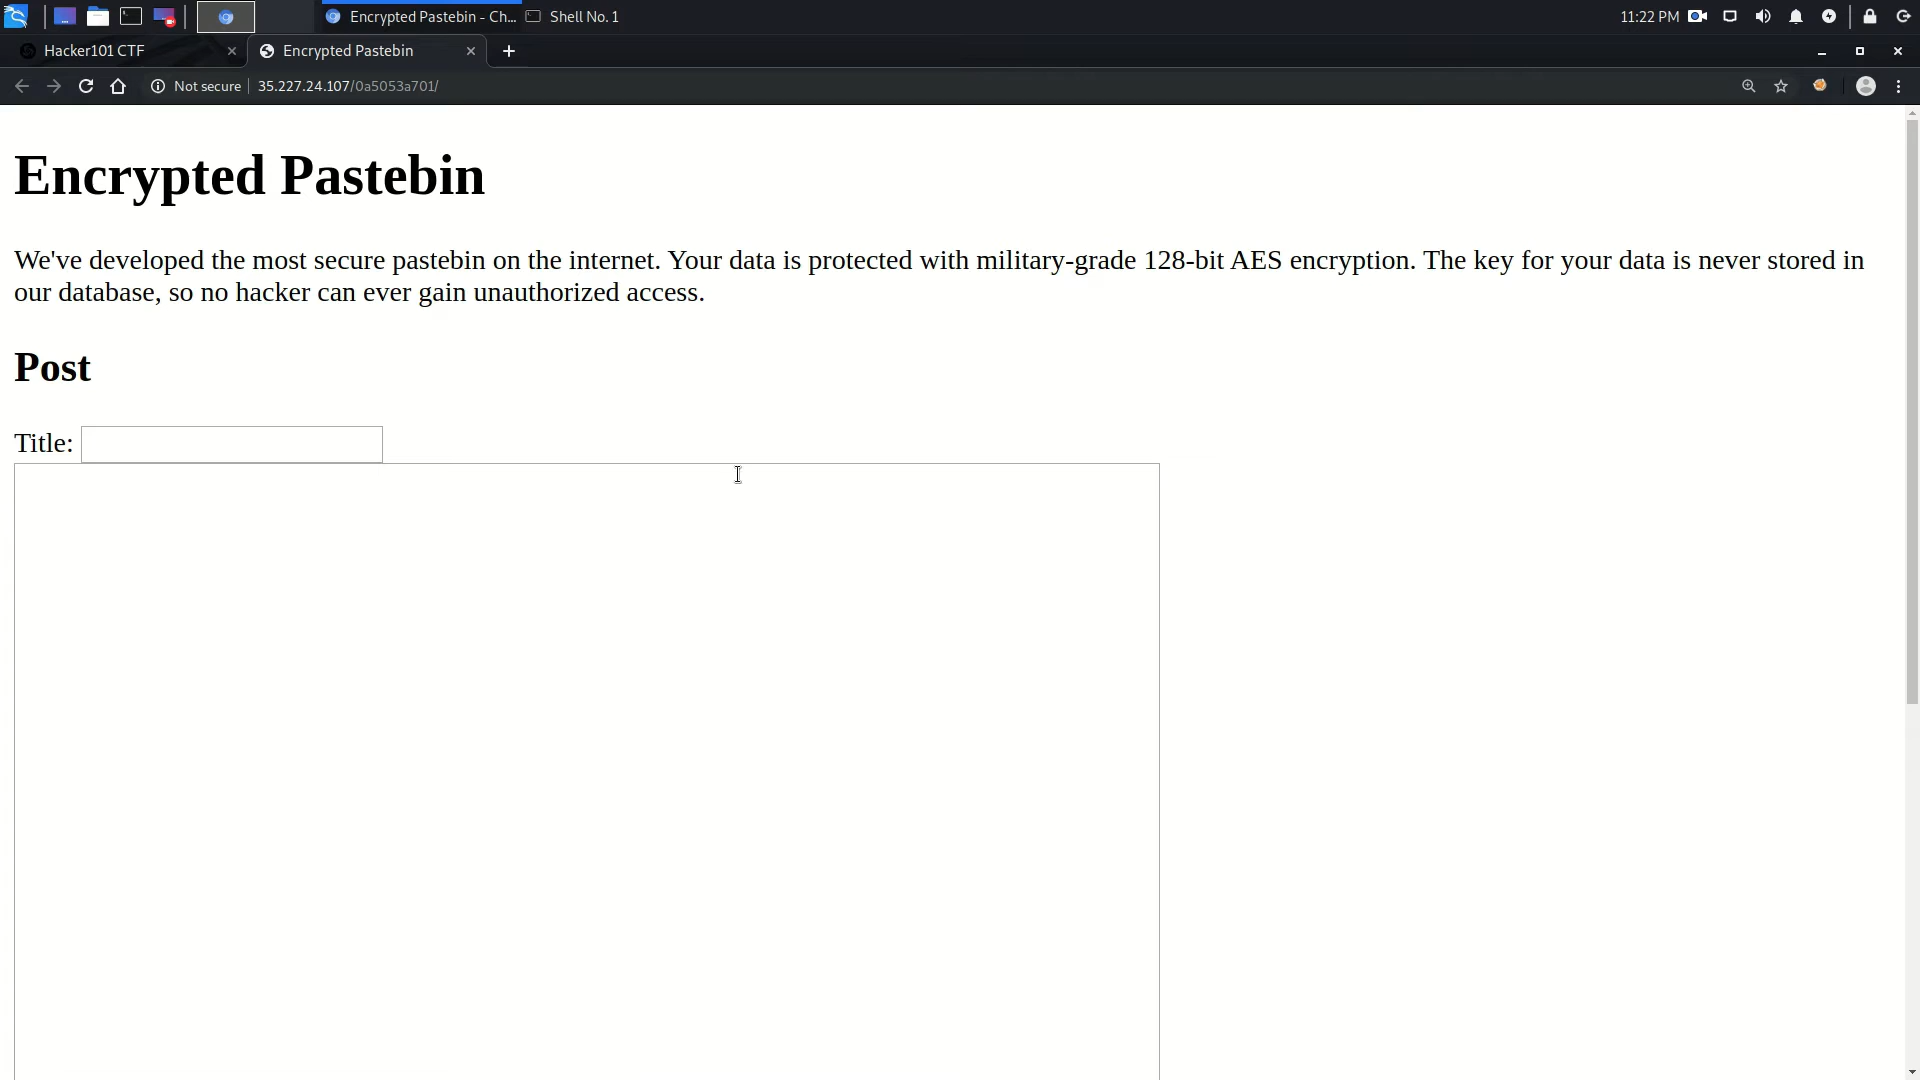 Encrypted Pastebin - Ch... Shell No. 1 11:22 PM
Hacker101 CTF Encrypted Pastebin
Not secure 35.227.24.107/0a5053a701/
Encrypted Pastebin
We've developed the most secure pastebin on the internet. Your data is protected with military-grade 128-bit AES encryption. The key for your data is never stored in
our database, so no hacker can ever gain unauthorized access.
Post
Title: